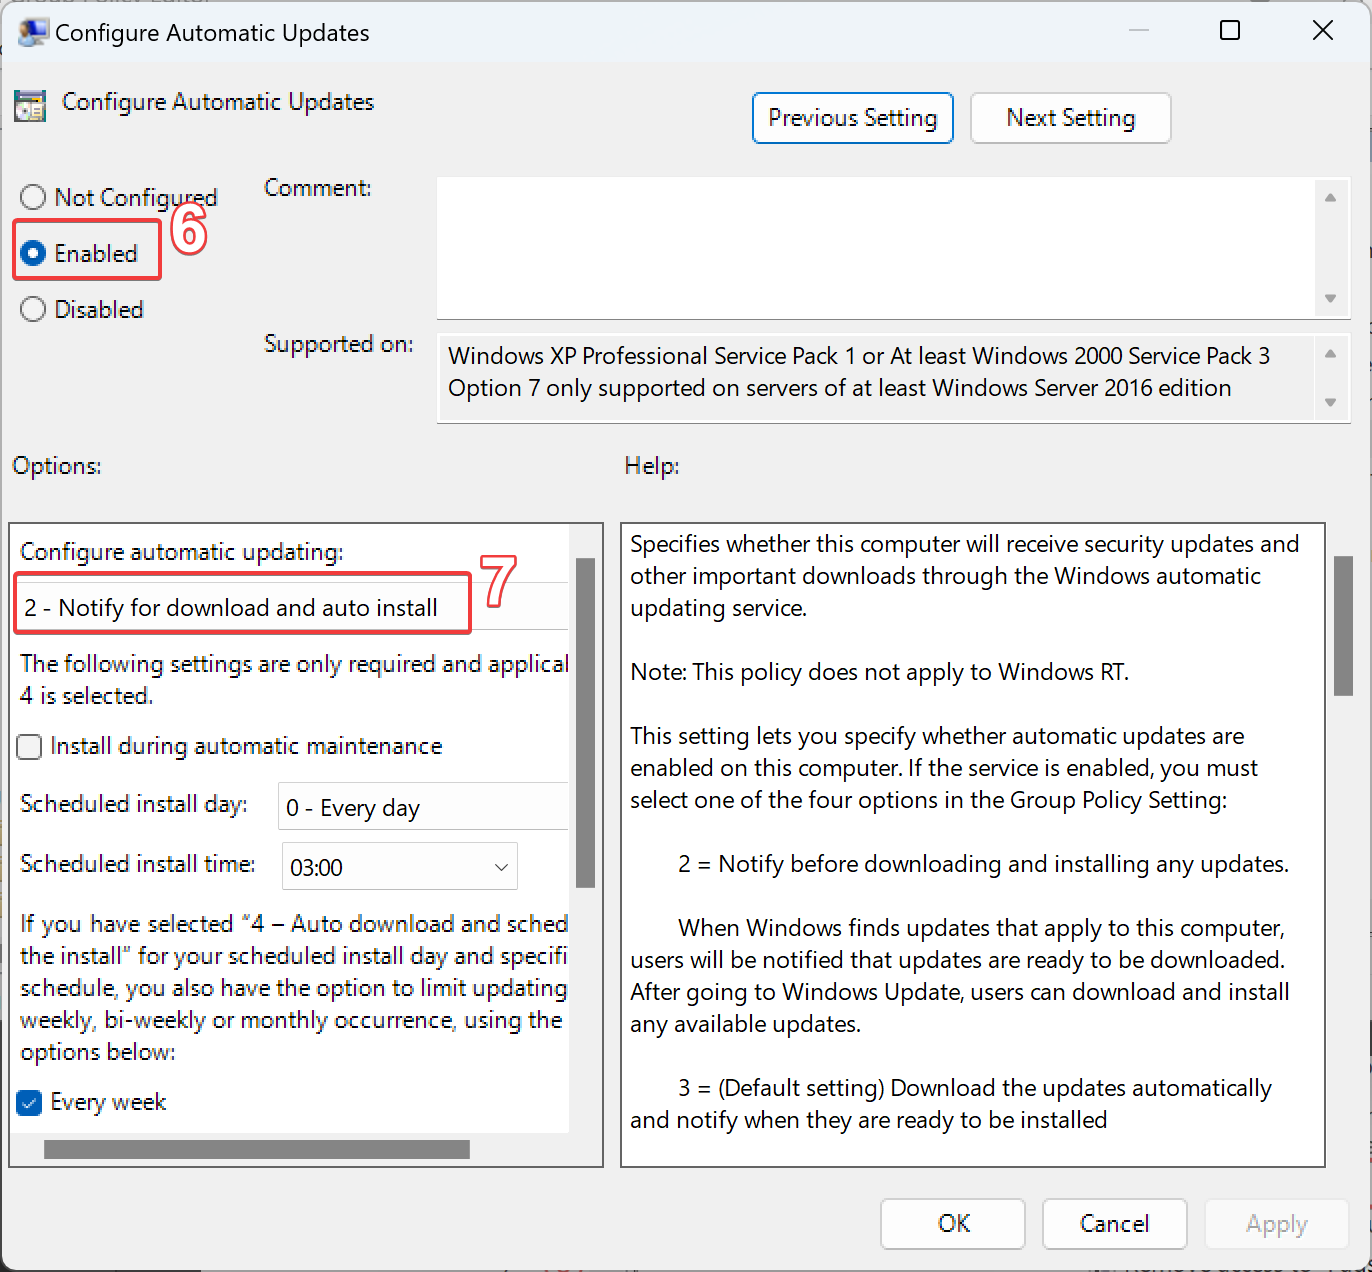 Configure Automatic Updates
Configure Automatic Updates
Previous Setting
Next Setting
Not Configured
Comment:
6
Enabled
Disabled
Supported on:
Windows XP Professional Service Pack 1 or At least Windows 2000 Service Pack 3
Option 7 only supported on servers of at least Windows Server 2016 edition
Options:
Help:
Configure automatic updating:
7
2 - Notify for download and auto install
The following settings are only required and applical
4 is selected.
Install during automatic maintenance
Scheduled install day:
0 - Every day
Scheduled install time:
03:00
If you have selected “4 – Auto download and sched
the install” for your scheduled install day and specifi
schedule, you also have the option to limit updating
weekly, bi-weekly or monthly occurrence, using the
options below:
Every week
Specifies whether this computer will receive security updates and
other important downloads through the Windows automatic
updating service.
Note: This policy does not apply to Windows RT.
This setting lets you specify whether automatic updates are
enabled on this computer. If the service is enabled, you must
select one of the four options in the Group Policy Setting:
2 = Notify before downloading and installing any updates.
When Windows finds updates that apply to this computer,
users will be notified that updates are ready to be downloaded.
After going to Windows Update, users can download and install
any available updates.
3 = (Default setting) Download the updates automatically
and notify when they are ready to be installed
OK
Cancel
Apply